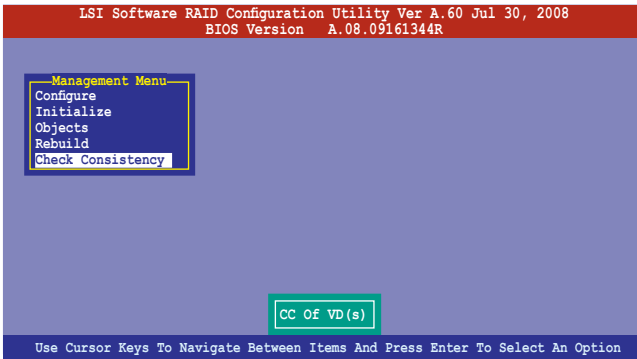 LSI Software RAID Configuration Utility Ver A.60 Jul 30, 2008
BIOS Version A.08.09161344R
Management Menu
Configure
Initialize
Objects
Rebuild
Check Consistency
CC Of VD(s)
Use Cursor Keys To Navigate Between Items And Press Enter To Select An Option